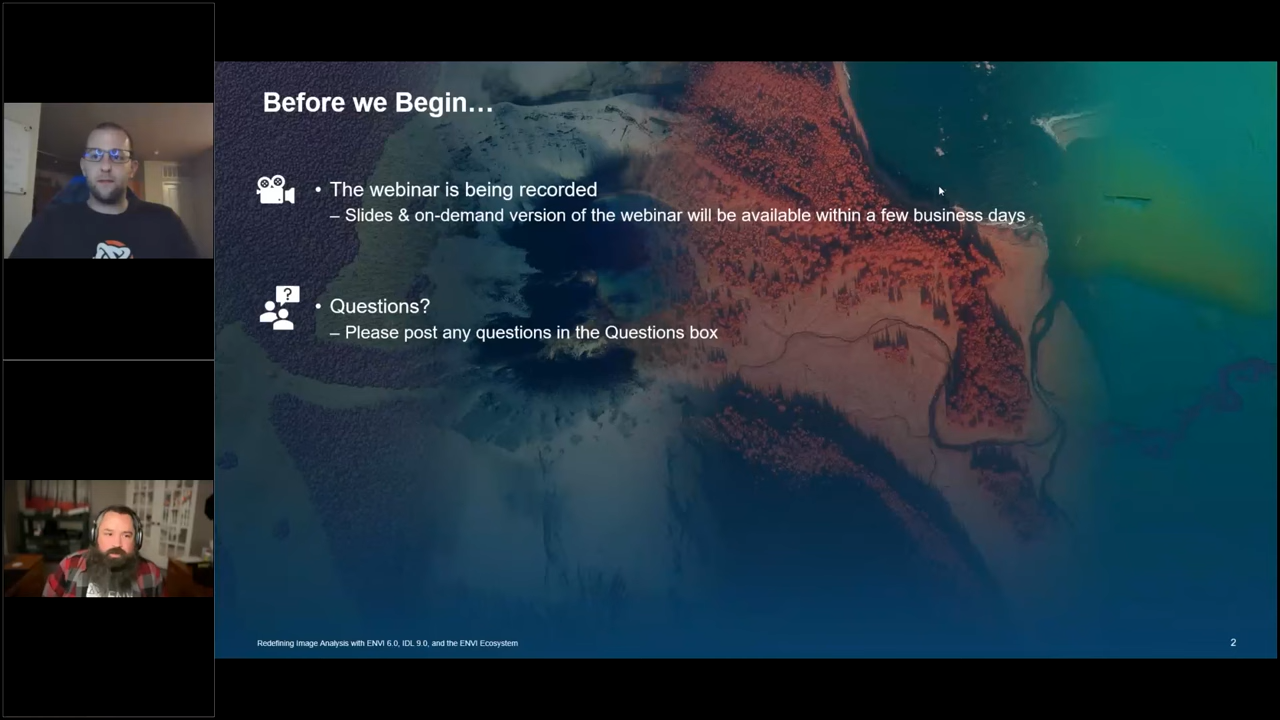 Before we Begin…
• The webinar is being recorded
– Slides & on-demand version of the webinar will be available within a few business days
?
• Questions?
– Please post any questions in the Questions box
Redefining Image Analysis with ENVI 6.0, IDL 9.0, and the ENVI Ecosystem
2